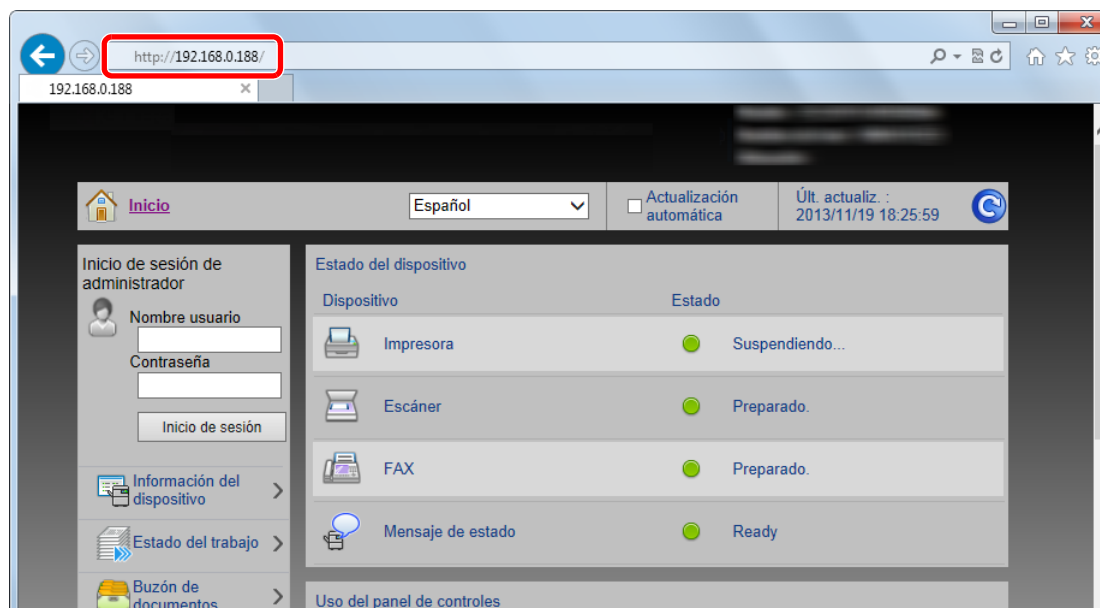 http://192.168.0.188/
192.168.0.188
Inicio
Español
Actualización
automática
Últ. actualiz. :
2013/11/19 18:25:59
Inicio de sesión de
administrador
Nombre usuario
Contraseña
Inicio de sesión
Información del
dispositivo
Estado del trabajo
Buzón de
documentos
Estado del dispositivo
Dispositivo Estado
Impresora Suspendiendo...
Escáner Preparado.
FAX Preparado.
Mensaje de estado Ready
Uso del panel de controles